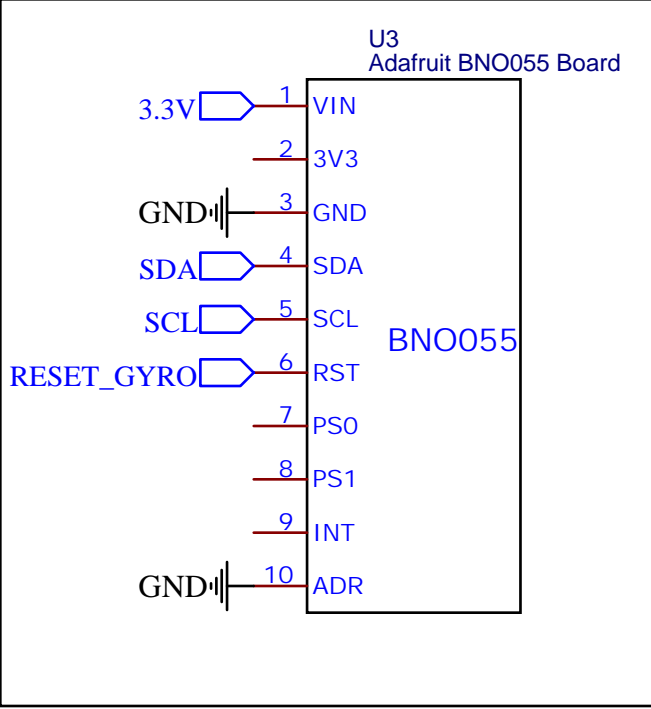 U3
Adafruit BNO055 Board
3.3V 1 VIN
2 3V3
GND 3 GND
SDA 4 SDA
SCL 5 SCL
BNO055
RESET_GYRO 6 RST
7 PS0
8 PS1
9 INT
GND 10 ADR